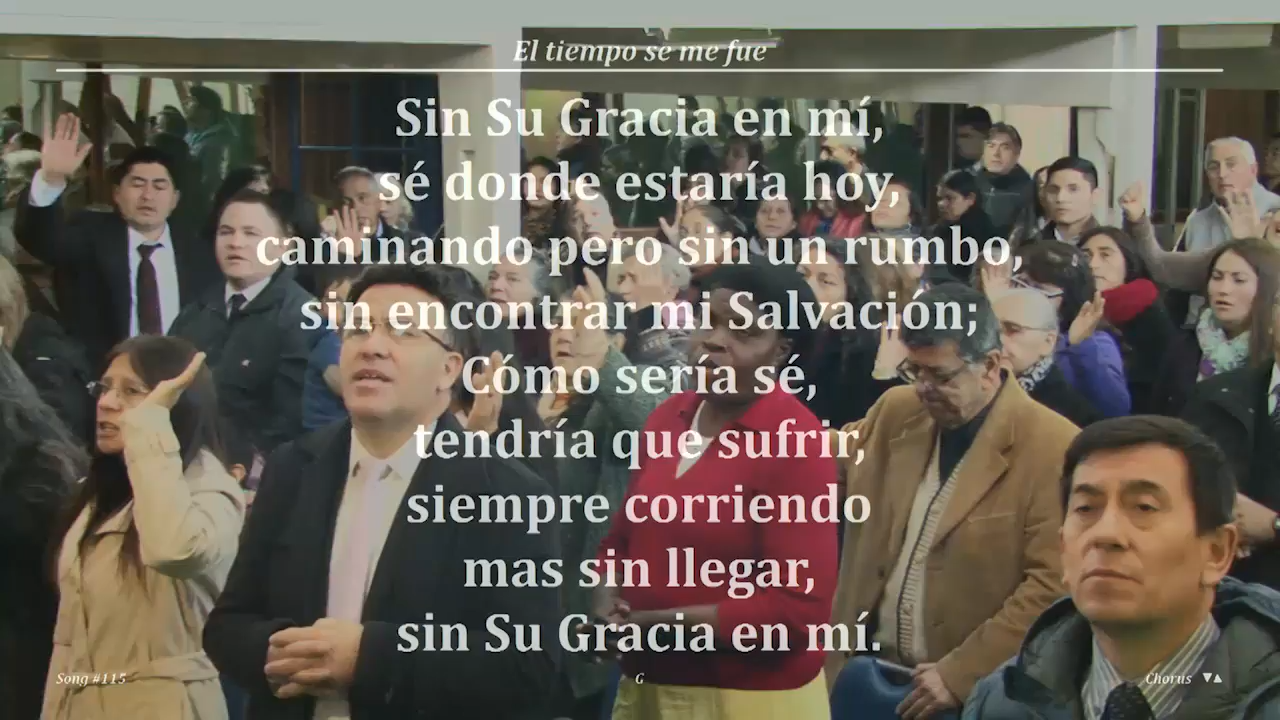 El tiempo se me fue
Sin Su Gracia en mí,
sé donde estaría hoy,
caminando pero sin un rumbo,
sin encontrar mi Salvación;
Cómo sería sé,
tendría que sufrir,
siempre corriendo
mas sin llegar,
sin Su Gracia en mí.
Song #115 G Chorus ▼▲